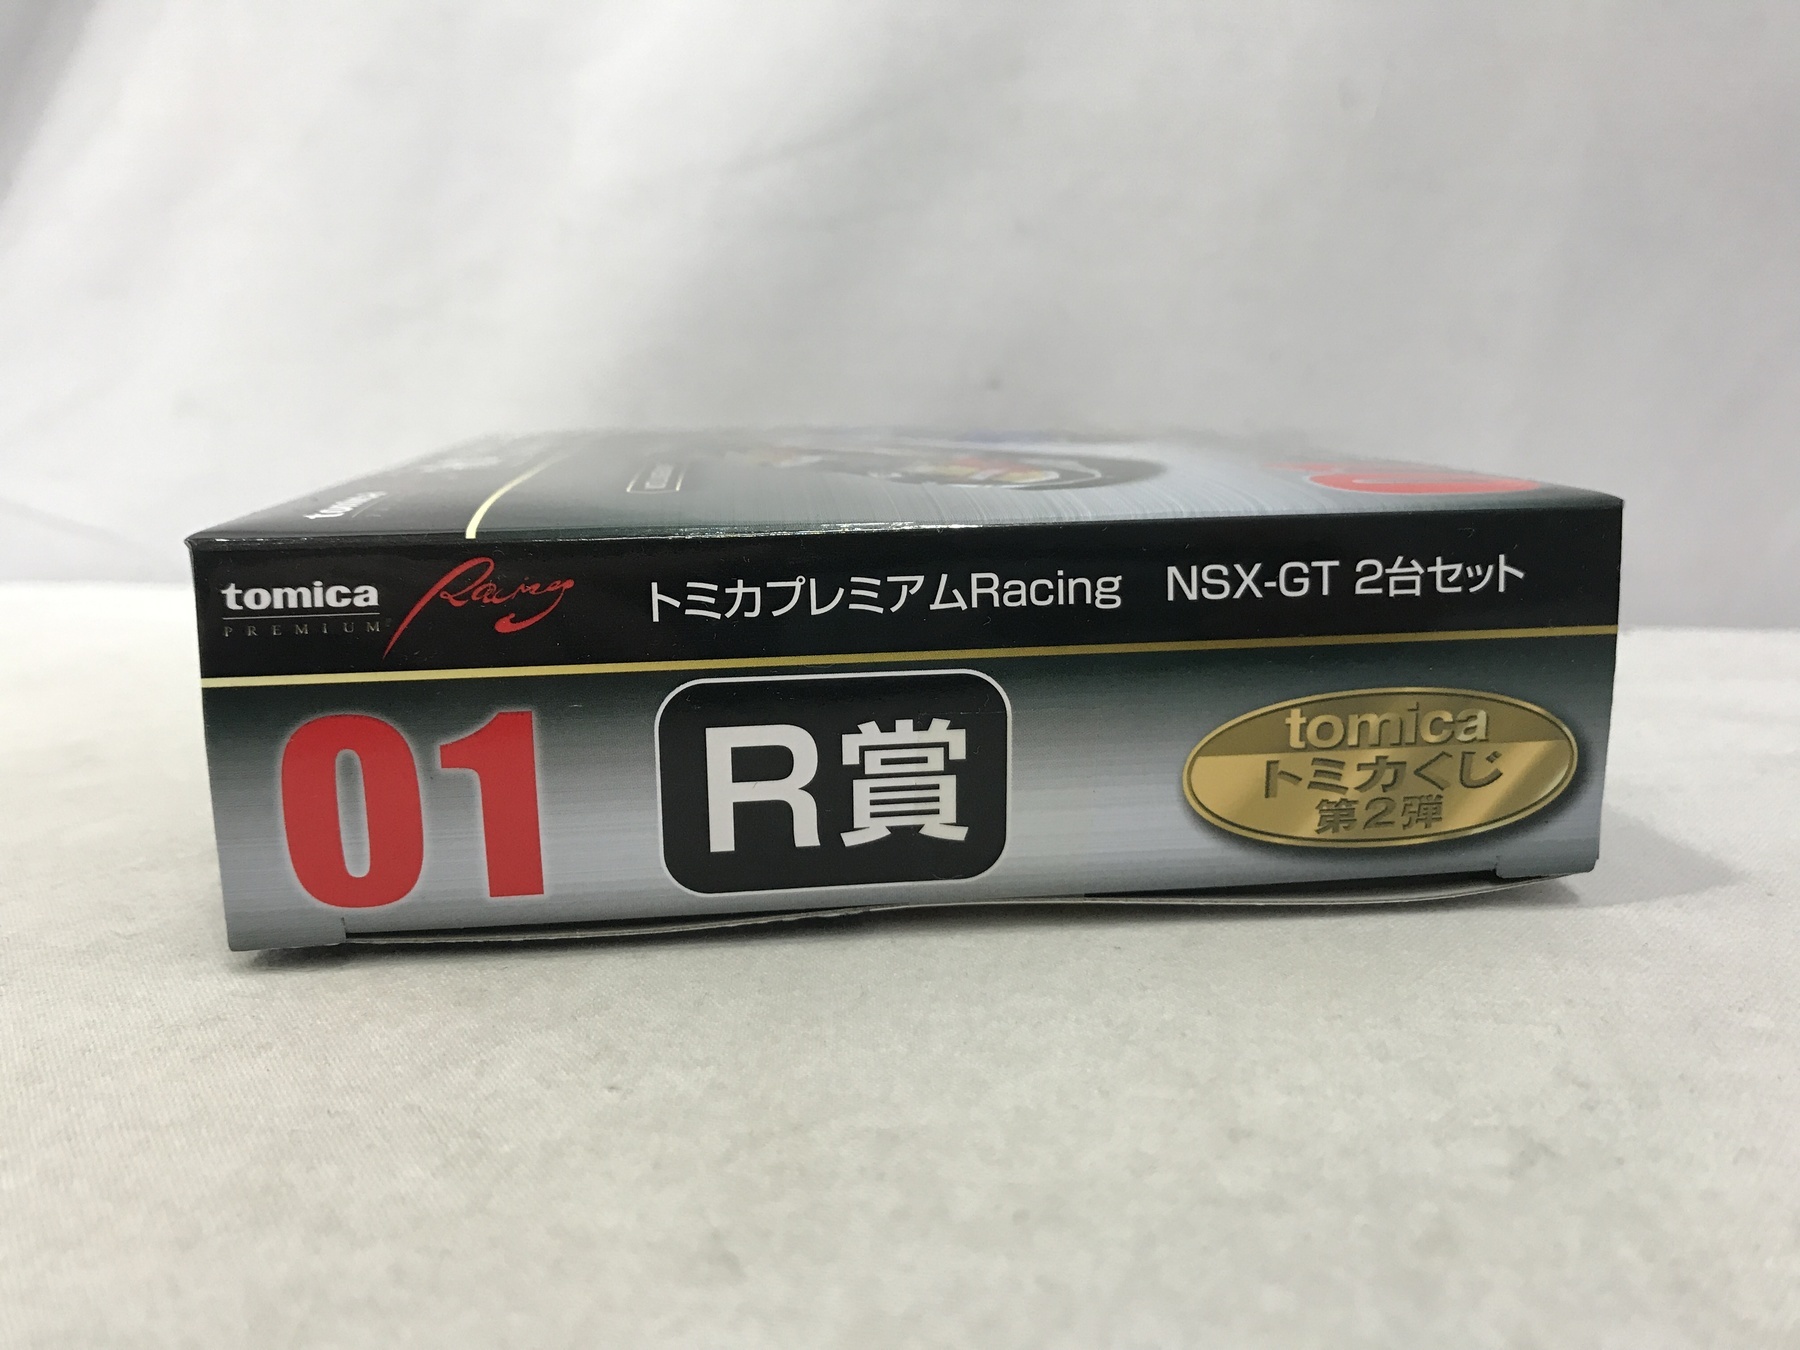 tomica
PREMIUM
Racing
トミカプレミアムRacing NSX-GT 2台セット
01
R賞
tomica
トミカくじ
第2弾